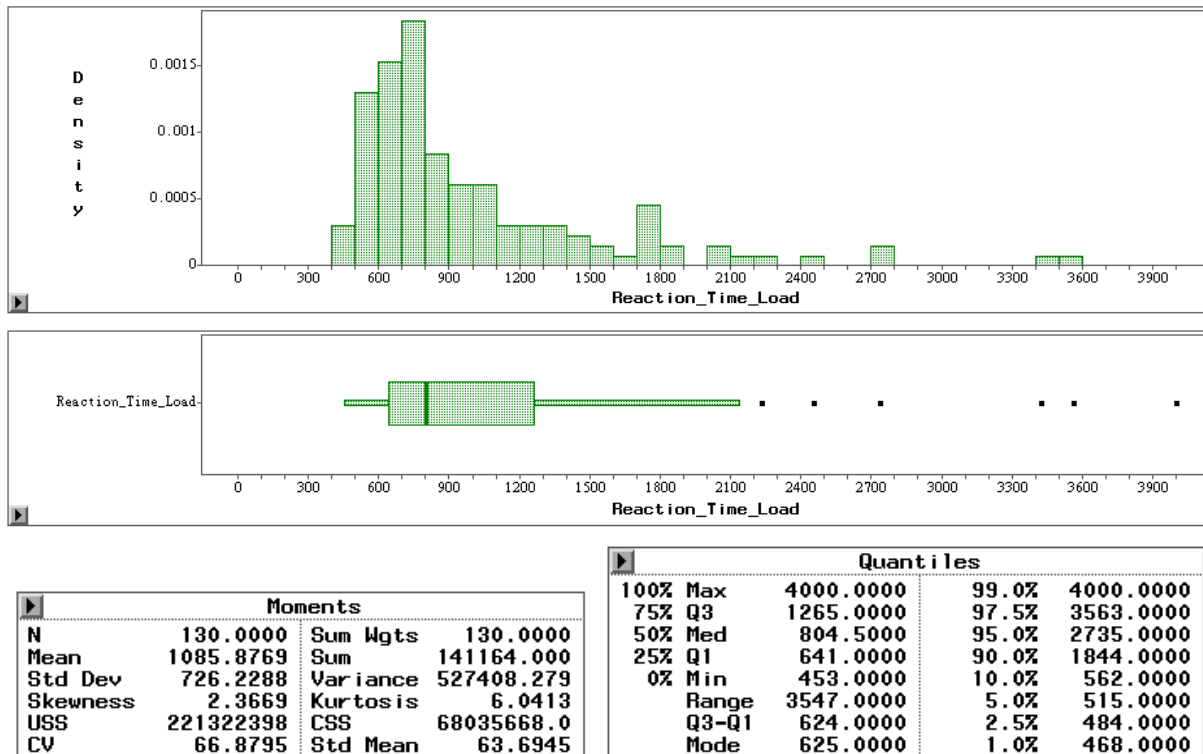 Density
0.0015
0.001
0.0005
0
0 300 600 900 1200 1500 1800 2100 2400 2700 3000 3300 3600 3900
Reaction_Time_Load
Reaction_Time_Load
0 300 600 900 1200 1500 1800 2100 2400 2700 3000 3300 3600 3900
Reaction_Time_Load
Moments
N 130.0000 Sum Wgts 130.0000
Mean 1085.8769 Sum 141164.000
Std Dev 726.2288 Variance 527408.279
Skewness 2.3669 Kurtosis 6.0413
USS 221322398 CSS 68035668.0
CV 66.8795 Std Mean 63.6945
Quantiles
100% Max 4000.0000 99.0% 4000.0000
75% Q3 1265.0000 97.5% 3563.0000
50% Med 804.5000 95.0% 2735.0000
25% Q1 641.0000 90.0% 1844.0000
0% Min 453.0000 10.0% 562.0000
Range 3547.0000 5.0% 515.0000
Q3-Q1 624.0000 2.5% 484.0000
Mode 625.0000 1.0% 468.0000